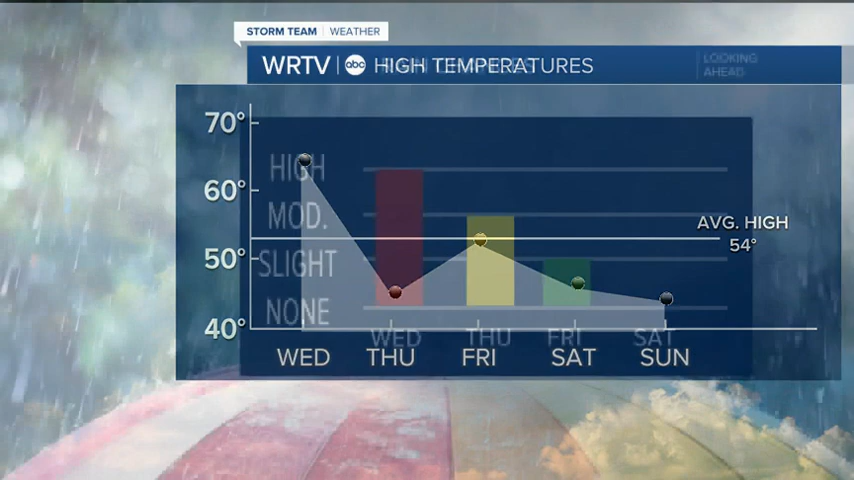 STORM TEAM | WEATHER
WRTV abc HIGH TEMPERATURES
LOOKING
AHEAD
70°
HIGH
60°
MOD.
AVG. HIGH
54°
50°
SLIGHT
NONE
40°
WED THU FRI SAT
WED THU FRI SAT SUN